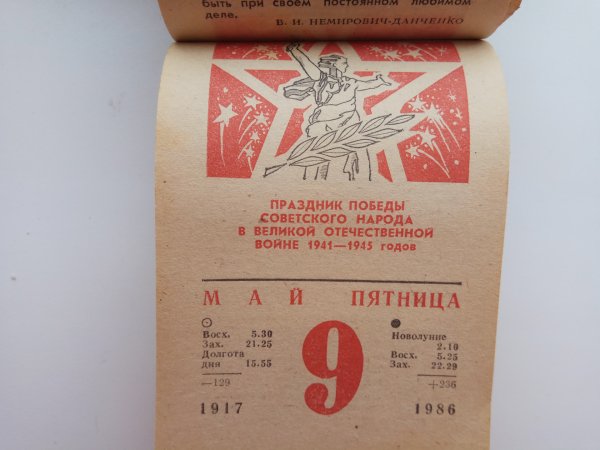 быть при своем постоянном любимом
деле.
В. И. НЕМИРОВИЧ-ДАНЧЕНКО
ПРАЗДНИК ПОБЕДЫ
СОВЕТСКОГО НАРОДА
В ВЕЛИКОЙ ОТЕЧЕСТВЕННОЙ
ВОЙНЕ 1941—1945 годов
МАЙ ПЯТНИЦА
Восх. 5.30
Зах. 21.25
Долгота
дня 15.55
—129
1917
9
Новолуние
2.10
Восх. 5.25
Зах. 22.29
+236
1986